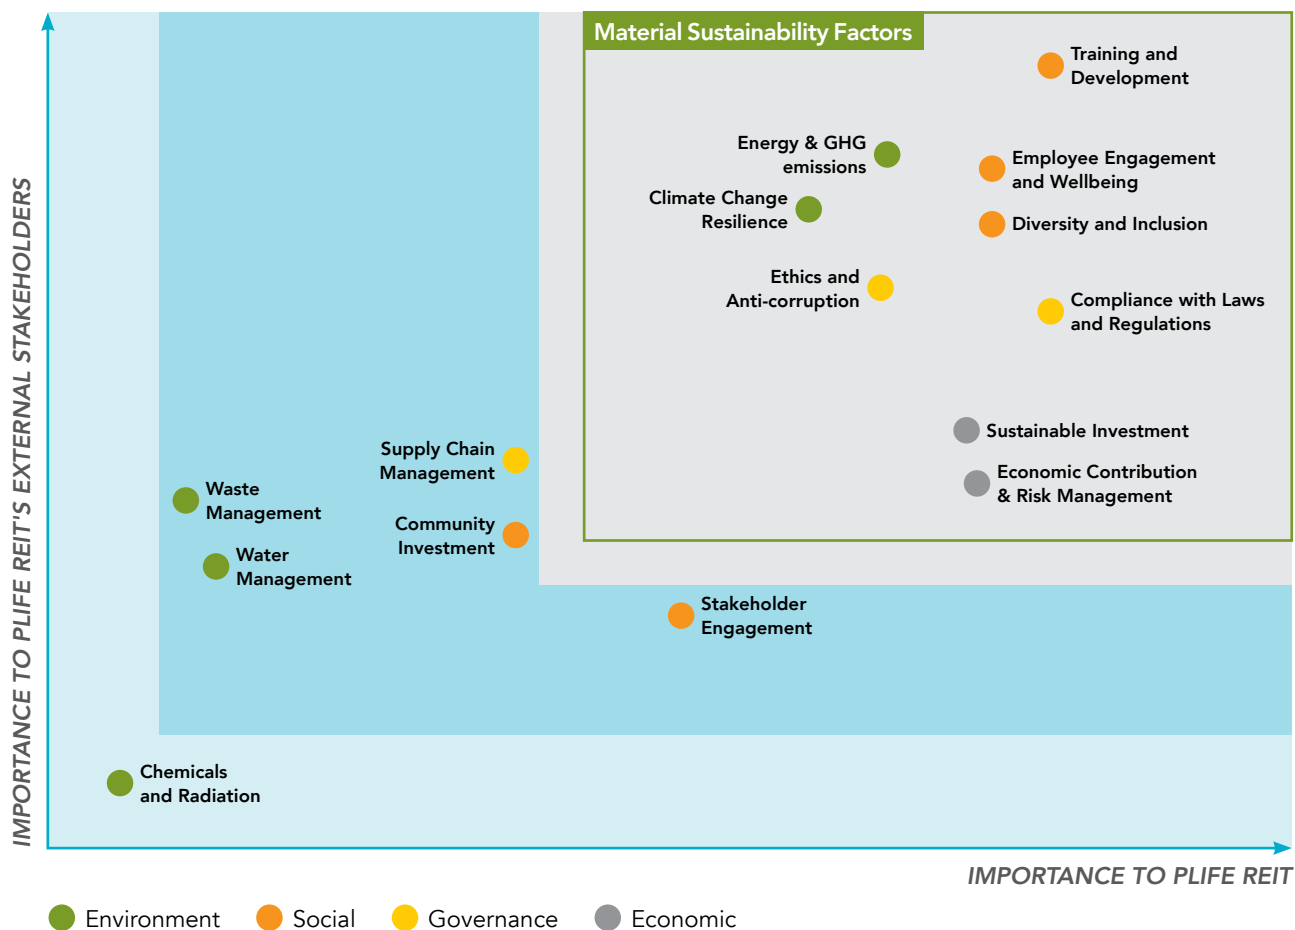 Material Sustainability Factors
Training and
Development
Energy & GHG
emissions
Employee Engagement
and Wellbeing
Climate Change
Resilience
Diversity and Inclusion
Ethics and
Anti-corruption
Compliance with Laws
and Regulations
Sustainable Investment
Supply Chain
Management
Economic Contribution
& Risk Management
Waste
Management
Community
Investment
Water
Management
Stakeholder
Engagement
Chemicals
and Radiation
IMPORTANCE TO PLIFE REIT'S EXTERNAL STAKEHOLDERS
IMPORTANCE TO PLIFE REIT
Environment
Social
Governance
Economic